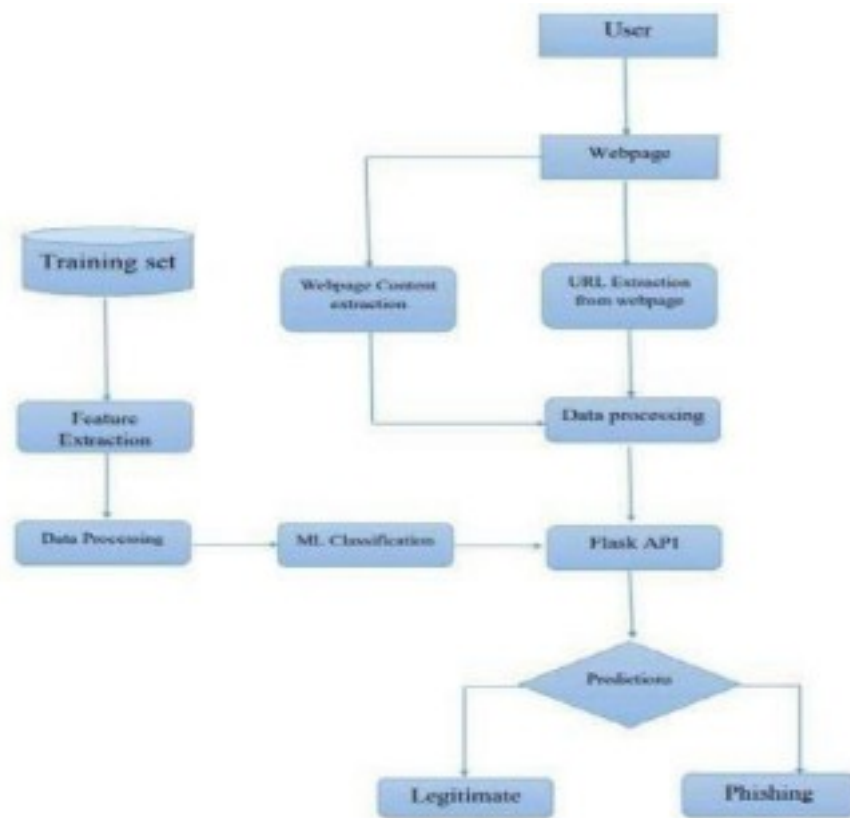 User
Webpage
Training set
Webpage Content
extraction
URL Extraction
from webpage
Feature
Extraction
Data processing
Data Processing
ML Classification
Flask API
Predictions
Legitimate
Phishing